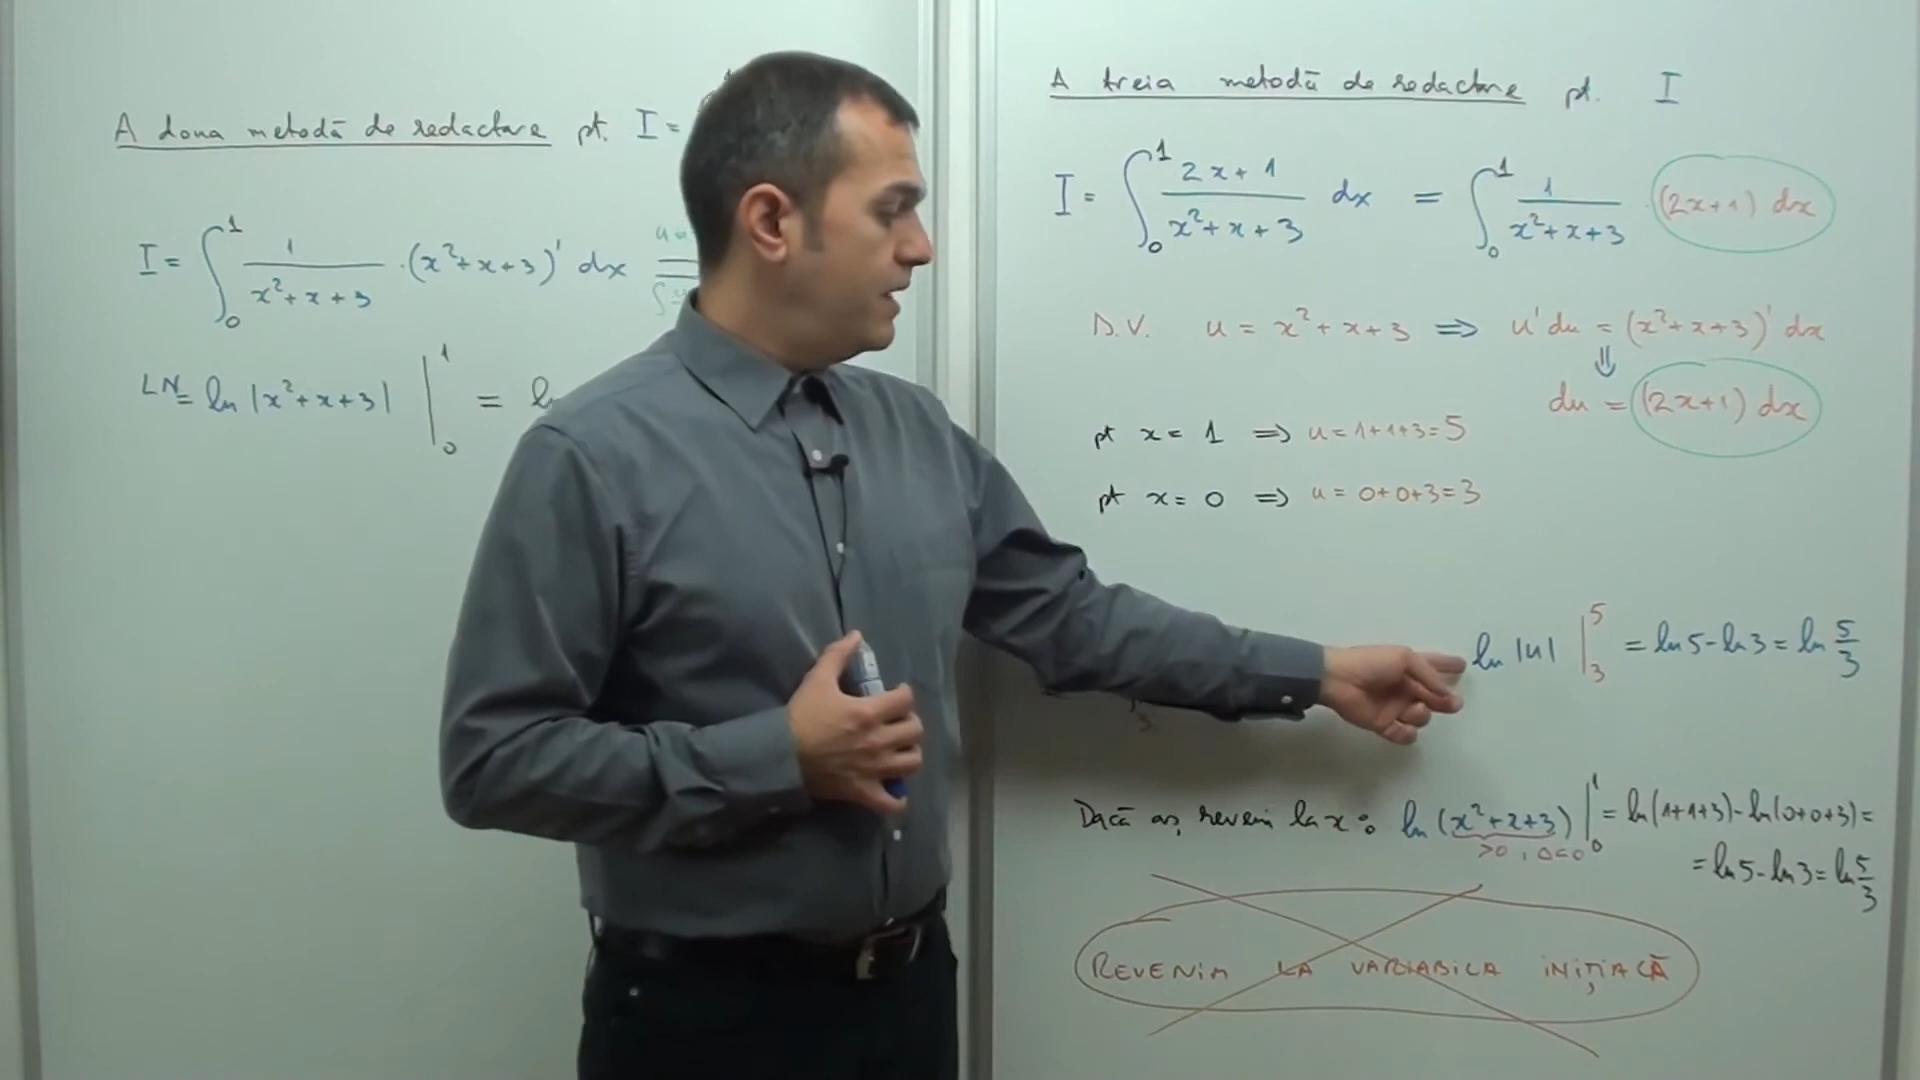 A doua metodă de redactare pt. I =
I = ∫₀¹ 1/(x²+x+3) · (x²+x+3)' dx =
LN = ln |x²+x+3| |₀¹ = ln
A treia metodă de redactare pt. I
I = ∫₀¹ (2x+1)/(x²+x+3) dx = ∫₀¹ 1/(x²+x+3) · (2x+1) dx
S.V. u = x²+x+3 ⇒ u' du = (x²+x+3)' dx
⇓
du = (2x+1) dx
pt x = 1 ⇒ u = 1+1+3 = 5
pt x = 0 ⇒ u = 0+0+3 = 3
ln |u| |₃⁵ = ln 5 - ln 3 = ln 5/3
3
Dacă aș reveni la x: ln (x²+x+3) |₀¹ = ln(1+1+3) - ln(0+0+3) =
>0, Δ<0
= ln 5 - ln 3 = ln 5/3
REVENIM LA VARIABILA INIȚIALĂ